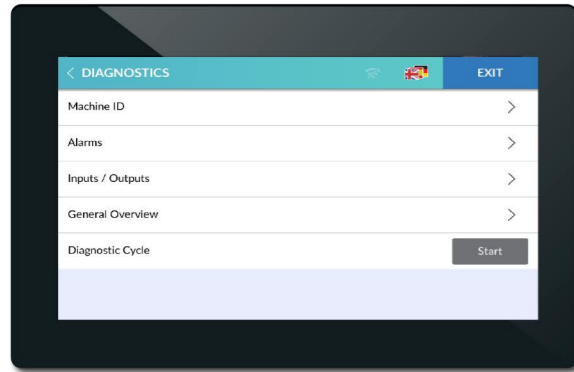 < DIAGNOSTICS EXIT
Machine ID >
Alarms >
Inputs / Outputs >
General Overview >
Diagnostic Cycle Start